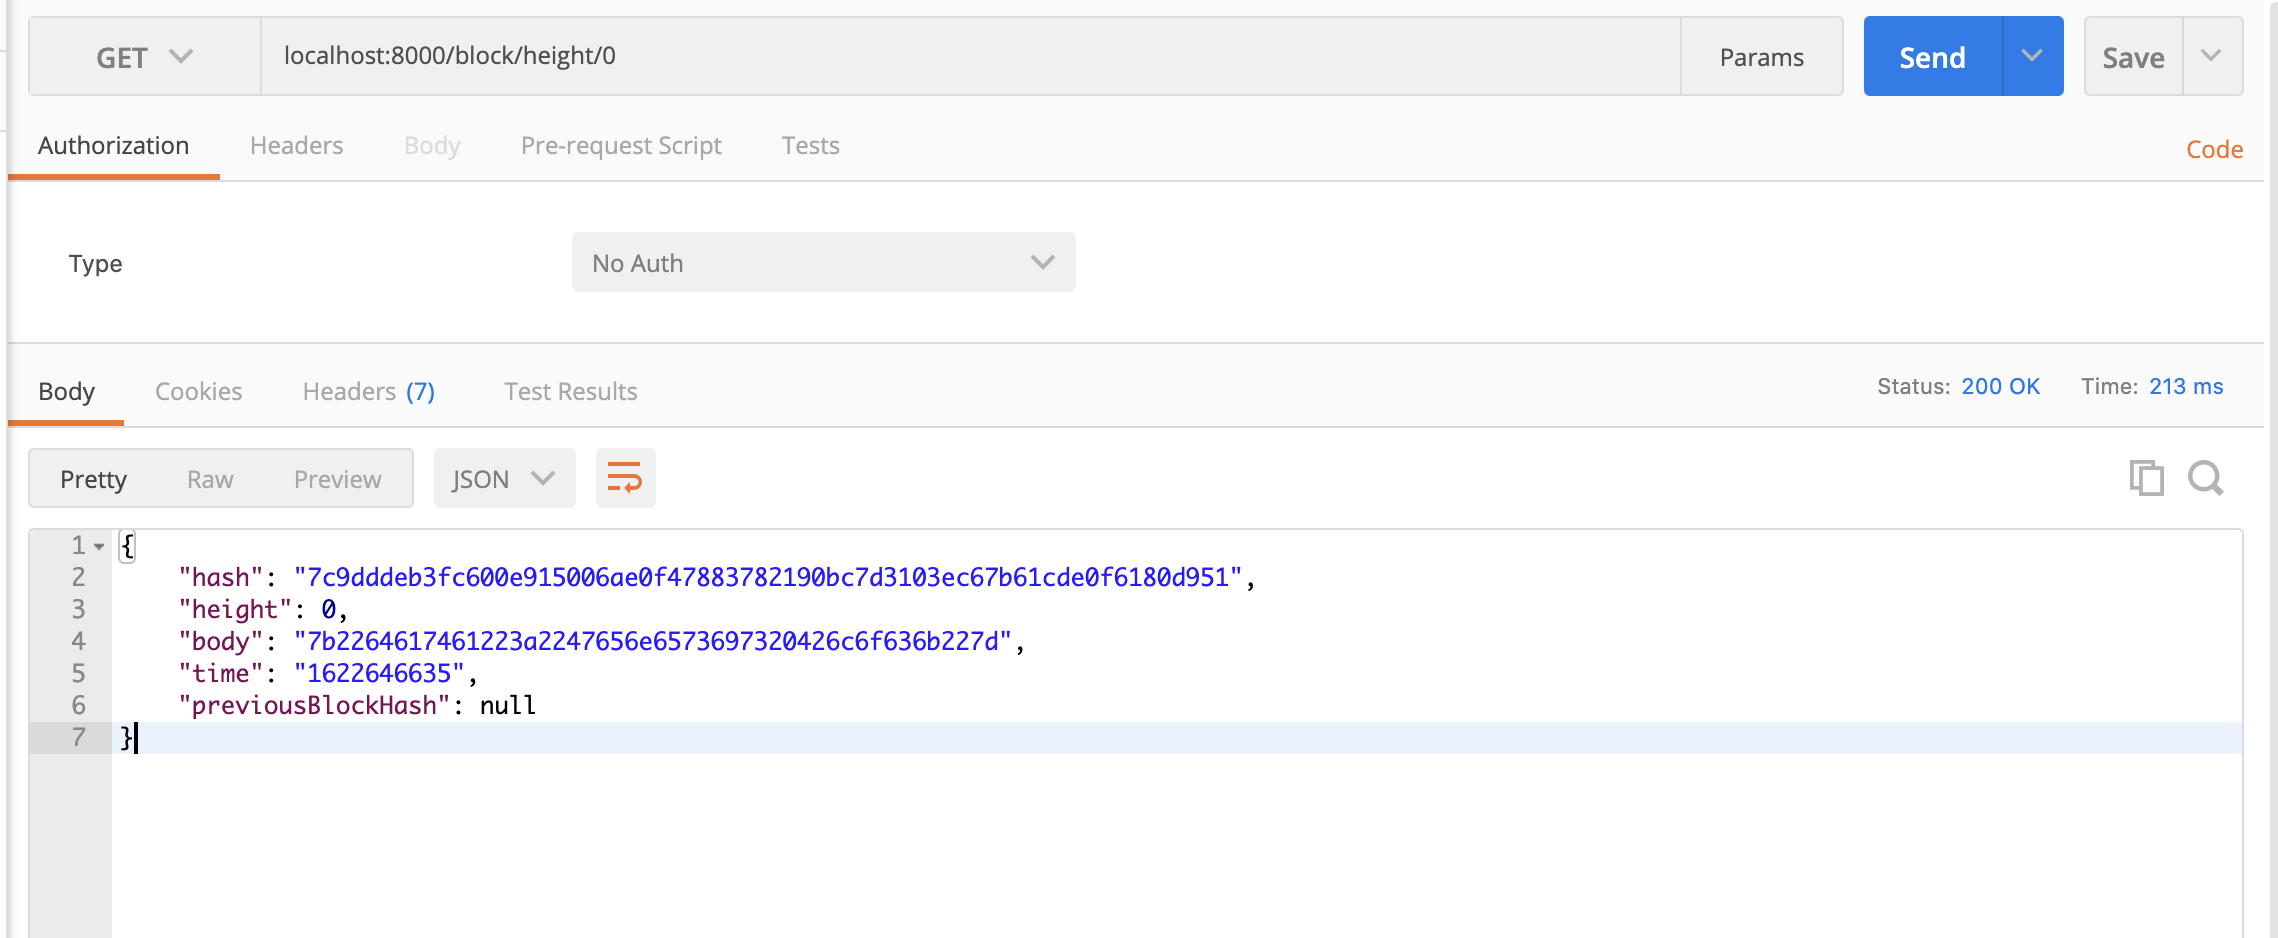 GET localhost:8000/block/height/0 Params Send Save
Authorization Headers Body Pre-request Script Tests Code
Type No Auth
Body Cookies Headers (7) Test Results Status: 200 OK Time: 213 ms
Pretty Raw Preview JSON
1 {
2 "hash": "7c9dddeb3fc600e915006ae0f47883782190bc7d3103ec67b61cde0f6180d951",
3 "height": 0,
4 "body": "7b2264617461223a2247656e6573697320426c6f636b227d",
5 "time": "1622646635",
6 "previousBlockHash": null
7 }